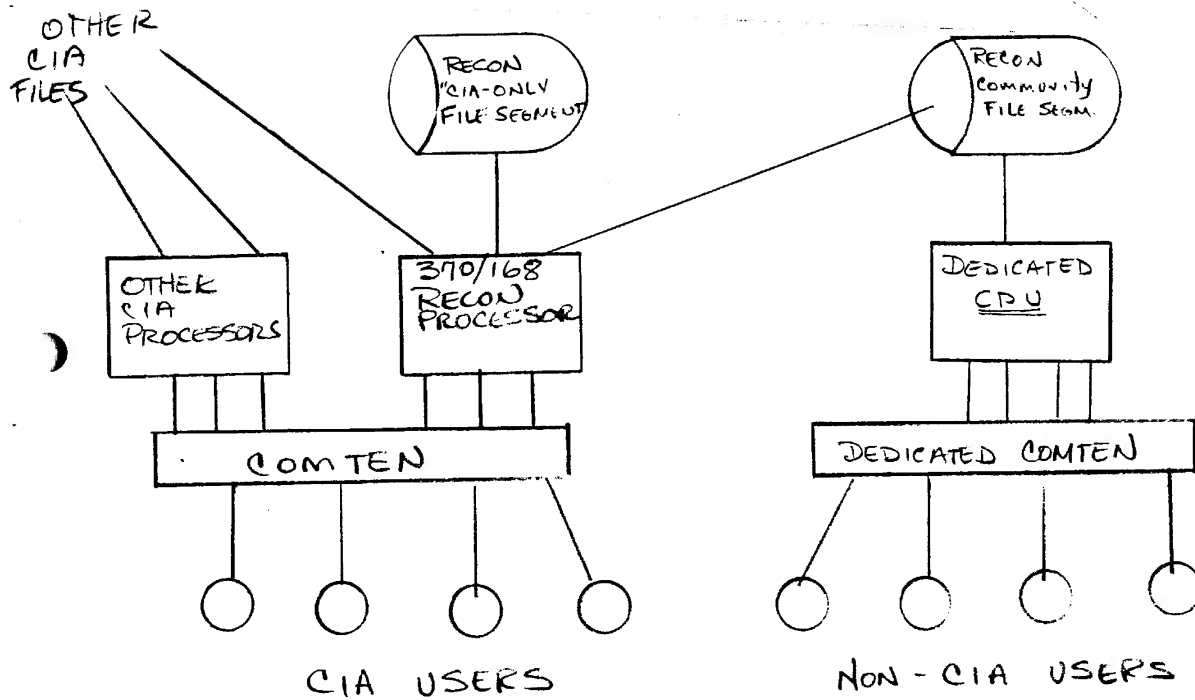 OTHER
CIA
FILES
RECON
"CIA-ONLY
FILE SEGMENT
RECON
COMMUNITY
FILE SEGM.
OTHER
CIA
PROCESSORS
370/168
RECON
PROCESSOR
DEDICATED
CPU
COMTEN
DEDICATED COMTEN
CIA USERS
NON-CIA USERS